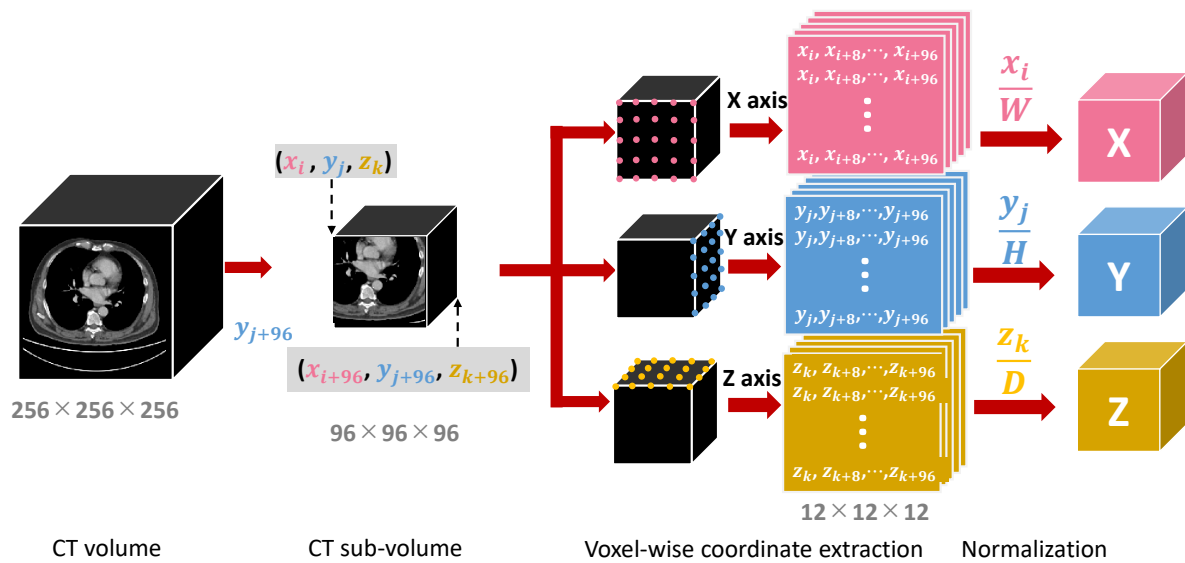 (x_i, y_j, z_k)
y_{j+96}
256×256×256
(x_{i+96}, y_{j+96}, z_{k+96})
96×96×96
X axis
x_i, x_{i+8},⋯, x_{i+96}
x_i, x_{i+8},⋯, x_{i+96}
⋮
x_i, x_{i+8},⋯, x_{i+96}
x_i
W
X
Y axis
y_j,y_{j+8},⋯,y_{j+96}
y_j,y_{j+8},⋯,y_{j+96}
⋮
y_j,y_{j+8},⋯,y_{j+96}
y_j
H
Y
Z axis
z_k, z_{k+8},⋯,z_{k+96}
z_k, z_{k+8},⋯,z_{k+96}
⋮
z_k, z_{k+8},⋯,z_{k+96}
z_k
D
Z
12×12×12
CT volume
CT sub-volume
Voxel-wise coordinate extraction
Normalization